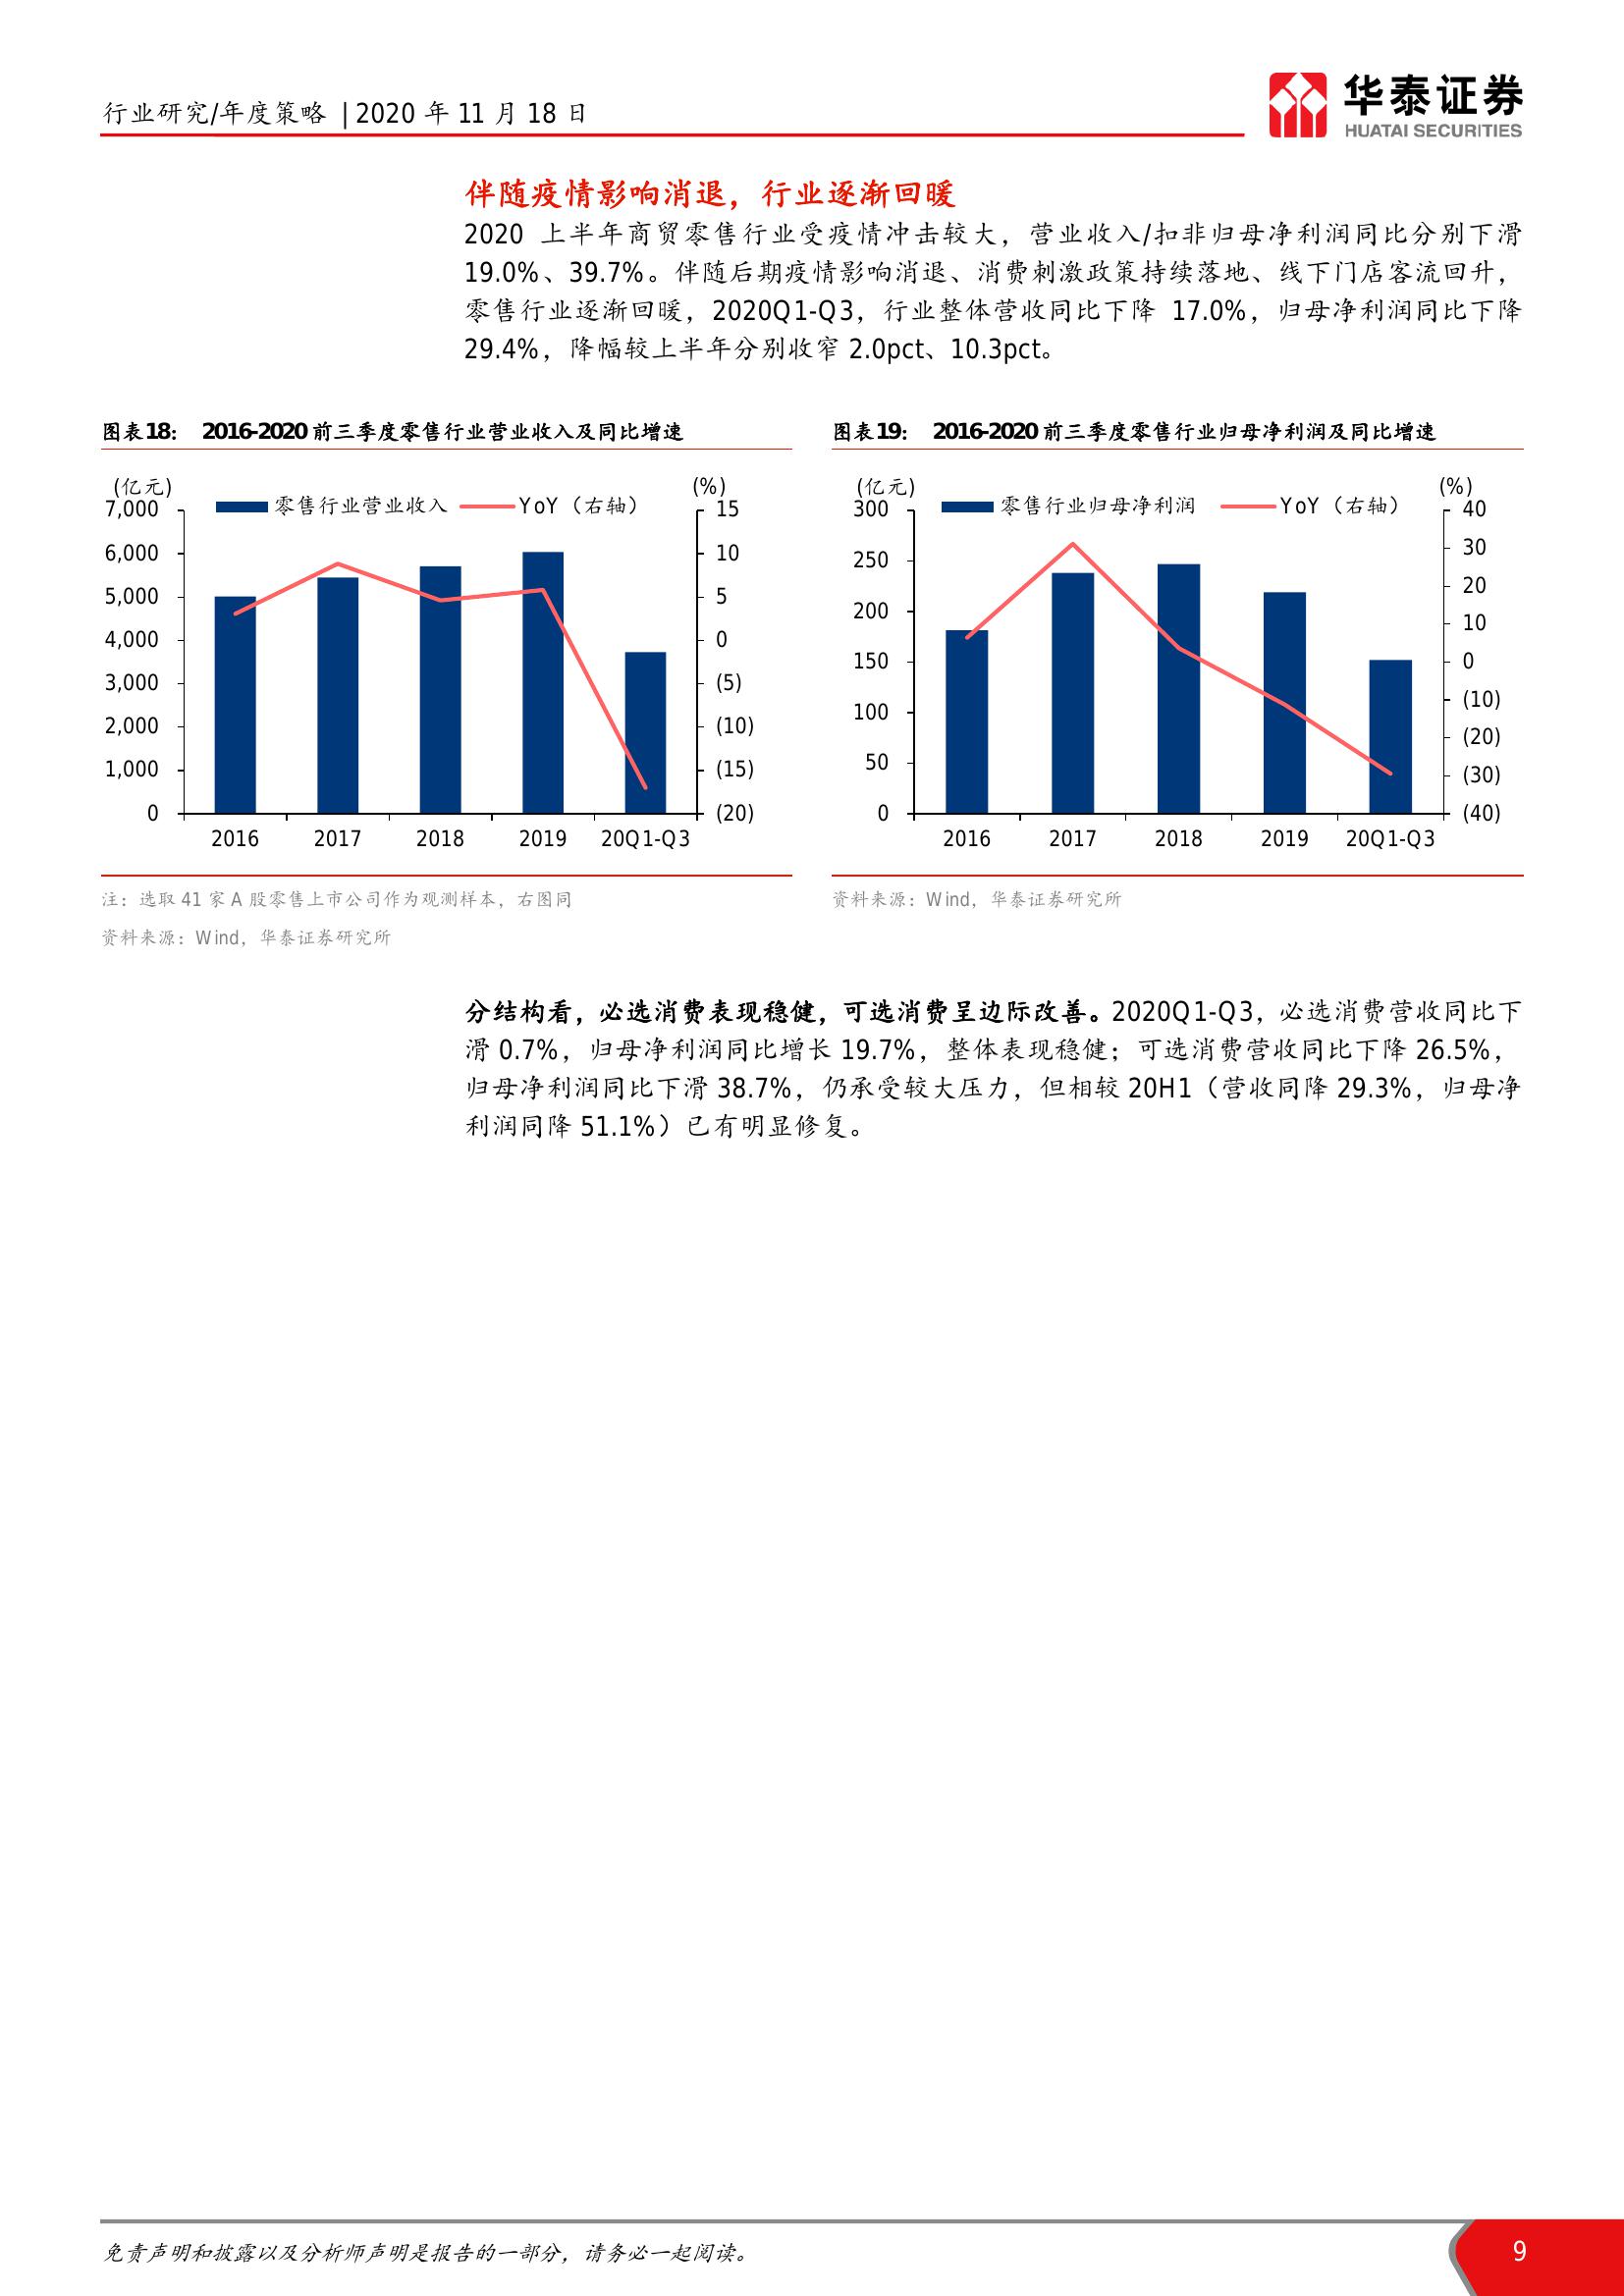 行业研究/年度策略 | 2020 年 11 月 18 日
华泰证券
HUATAI SECURITIES
伴随疫情影响消退，行业逐渐回暖
2020 上半年商贸零售行业受疫情冲击较大，营业收入/扣非归母净利润同比分别下滑
19.0%、39.7%。伴随后期疫情影响消退、消费刺激政策持续落地、线下门店客流回升，
零售行业逐渐回暖，2020Q1-Q3，行业整体营收同比下降 17.0%，归母净利润同比下降
29.4%，降幅较上半年分别收窄 2.0pct、10.3pct。
图表18： 2016-2020 前三季度零售行业营业收入及同比增速
(亿元)
(%)
零售行业营业收入
YoY（右轴）
7,000
6,000
5,000
4,000
3,000
2,000
1,000
0
15
10
5
0
(5)
(10)
(15)
(20)
2016 2017 2018 2019 20Q1-Q3
注：选取 41 家 A 股零售上市公司作为观测样本，右图同
资料来源：Wind，华泰证券研究所
图表19： 2016-2020 前三季度零售行业归母净利润及同比增速
(亿元)
(%)
零售行业归母净利润
YoY（右轴）
300
250
200
150
100
50
0
40
30
20
10
0
(10)
(20)
(30)
(40)
2016 2017 2018 2019 20Q1-Q3
资料来源：Wind，华泰证券研究所
分结构看，必选消费表现稳健，可选消费呈边际改善。2020Q1-Q3，必选消费营收同比下
滑 0.7%，归母净利润同比增长 19.7%，整体表现稳健；可选消费营收同比下降 26.5%，
归母净利润同比下滑 38.7%，仍承受较大压力，但相较 20H1（营收同降 29.3%，归母净
利润同降 51.1%）已有明显修复。
免责声明和披露以及分析师声明是报告的一部分，请务必一起阅读。
9